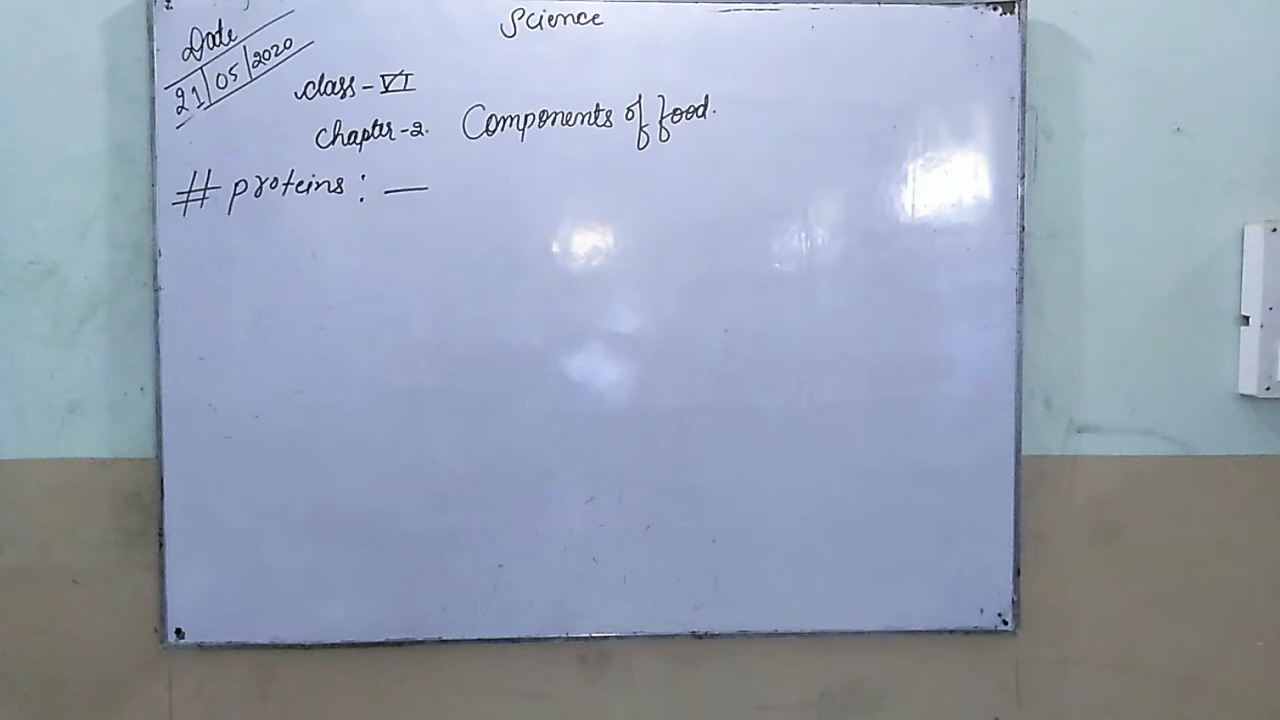 Science
Date
21/05/2020
Class-VI
Chapter-2. Components of food.
# proteins: —